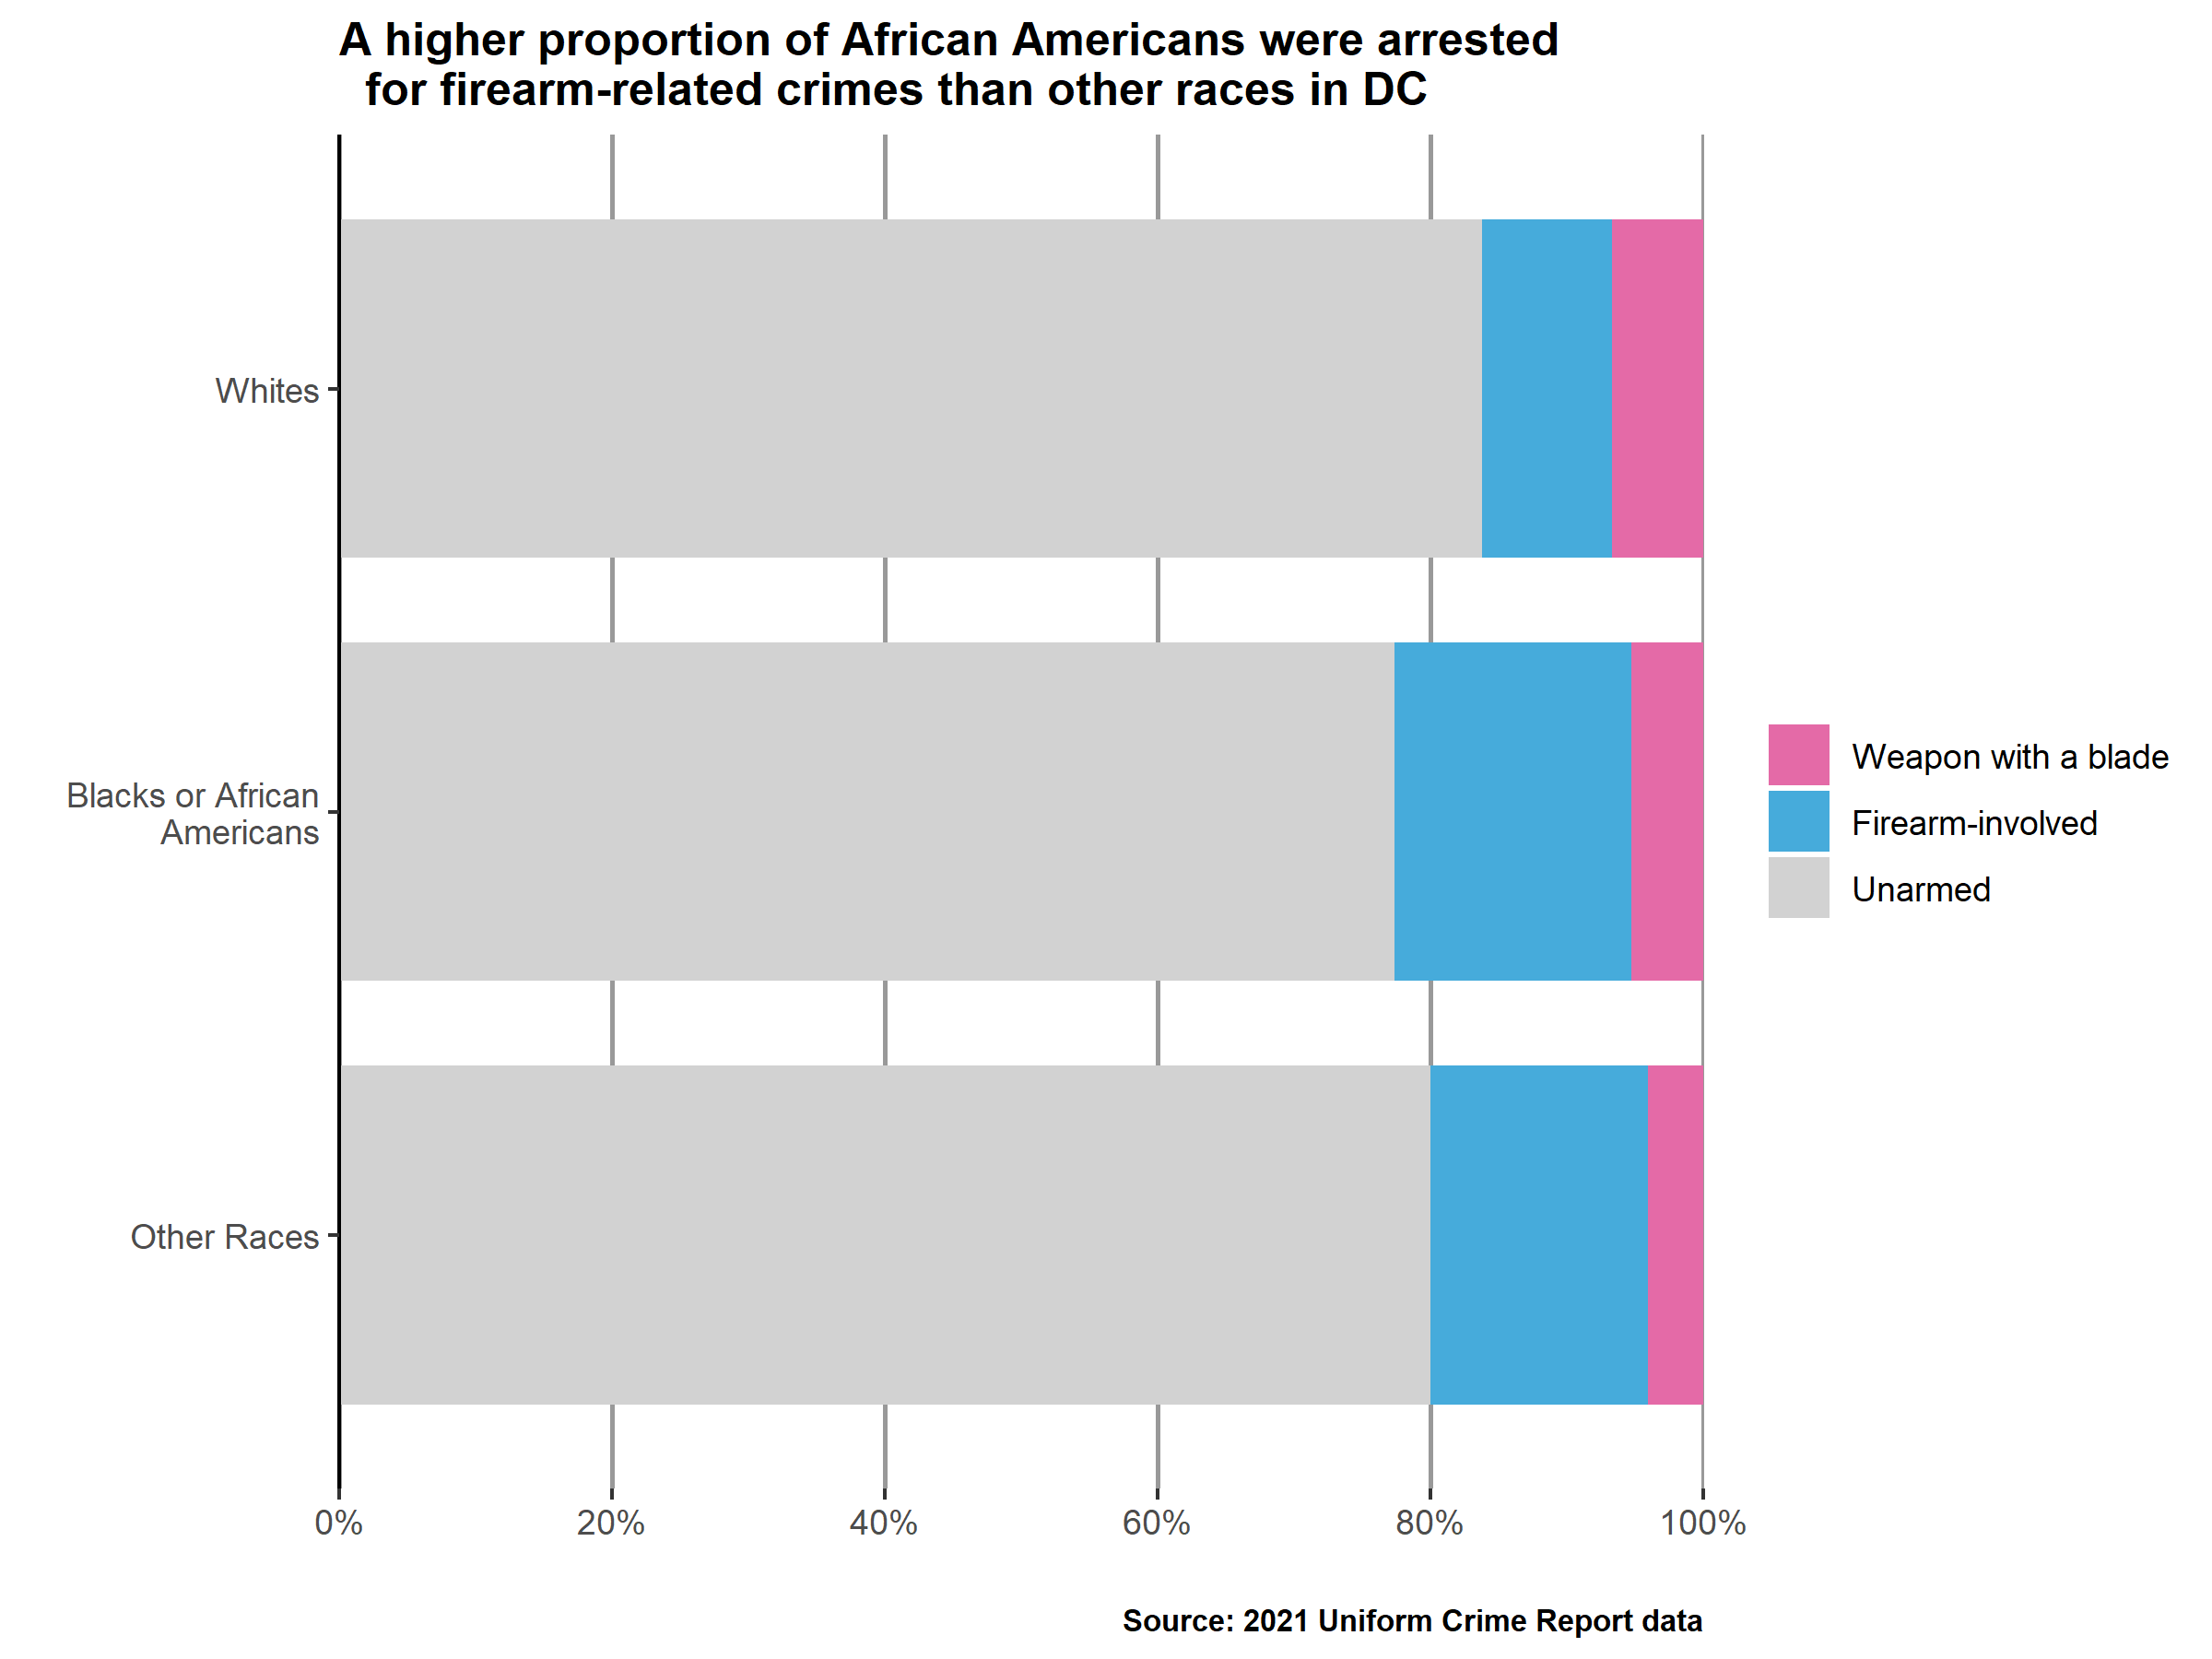 A higher proportion of African Americans were arrested
for firearm-related crimes than other races in DC
Whites
Blacks or African
Americans
Other Races
Weapon with a blade
Firearm-involved
Unarmed
0%
20%
40%
60%
80%
100%
Source: 2021 Uniform Crime Report data